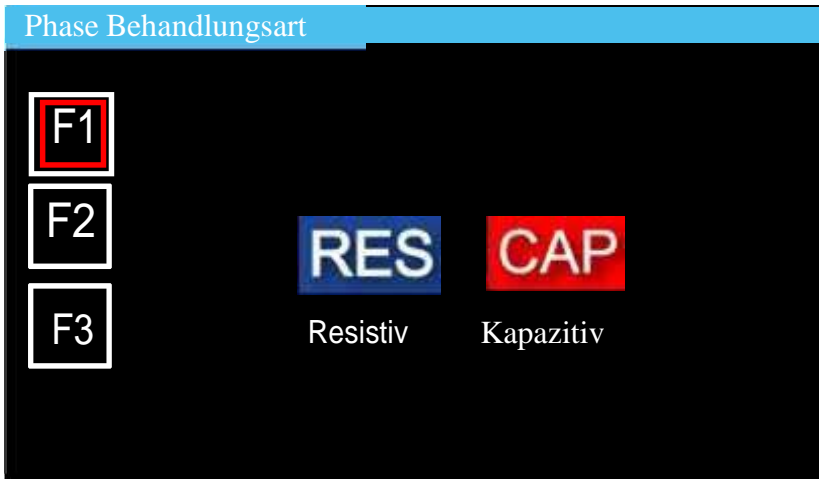 Phase Behandlungsart
F1
F2
F3
RES CAP
Resistiv Kapazitiv